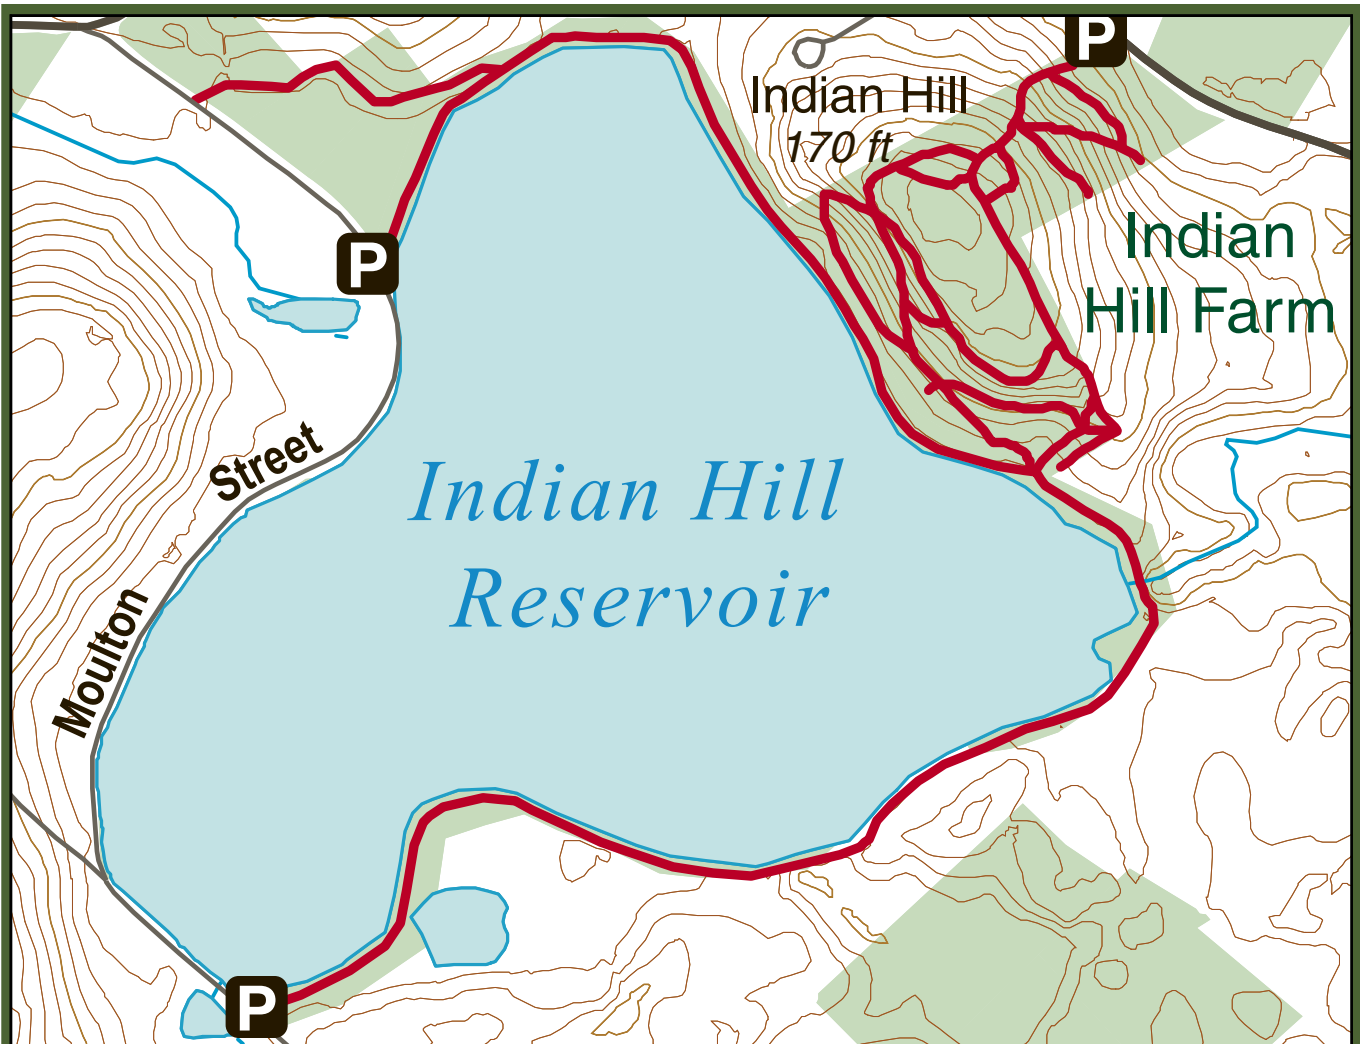 P
Indian Hill
170 ft
Indian
Hill Farm
P
Moulton Street
Indian Hill
Reservoir
P